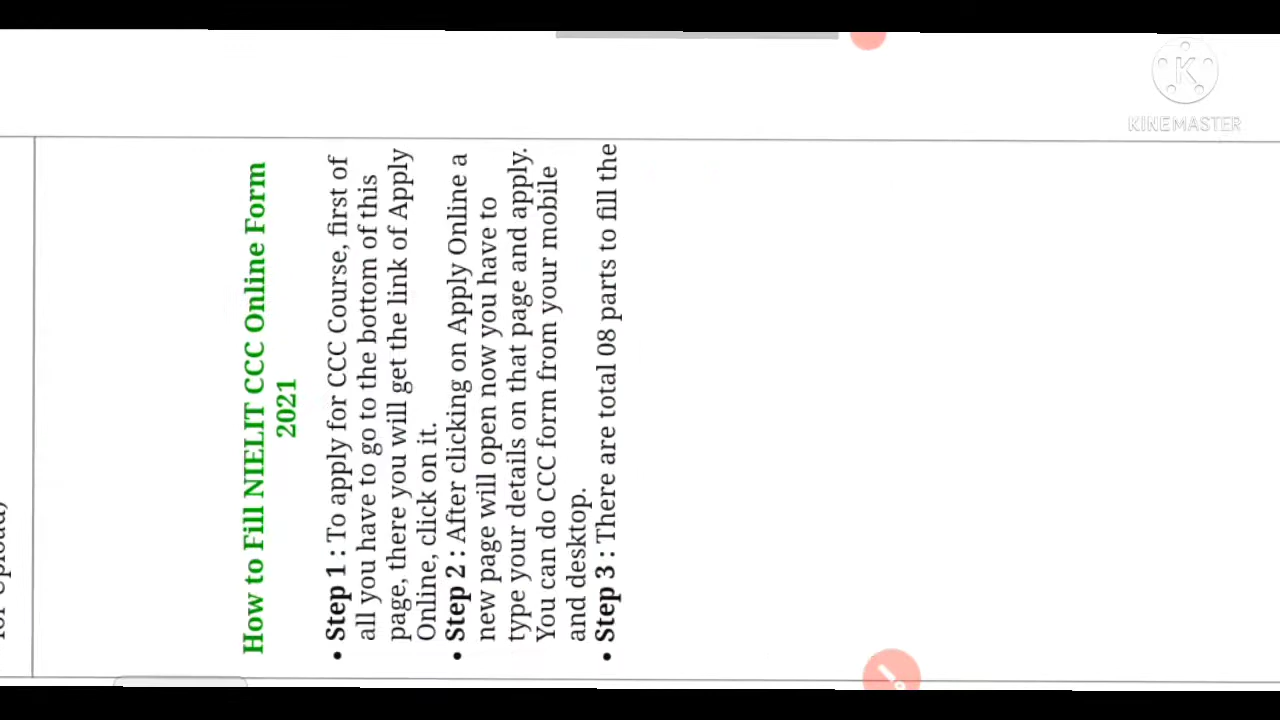 How to Fill NIELIT CCC Online Form
2021
• Step 1 : To apply for CCC Course, first of
all you have to go to the bottom of this
page, there you will get the link of Apply
Online, click on it.
• Step 2 : After clicking on Apply Online a
new page will open now you have to
type your details on that page and apply.
You can do CCC form from your mobile
and desktop.
• Step 3 : There are total 08 parts to fill the
KINEMASTER